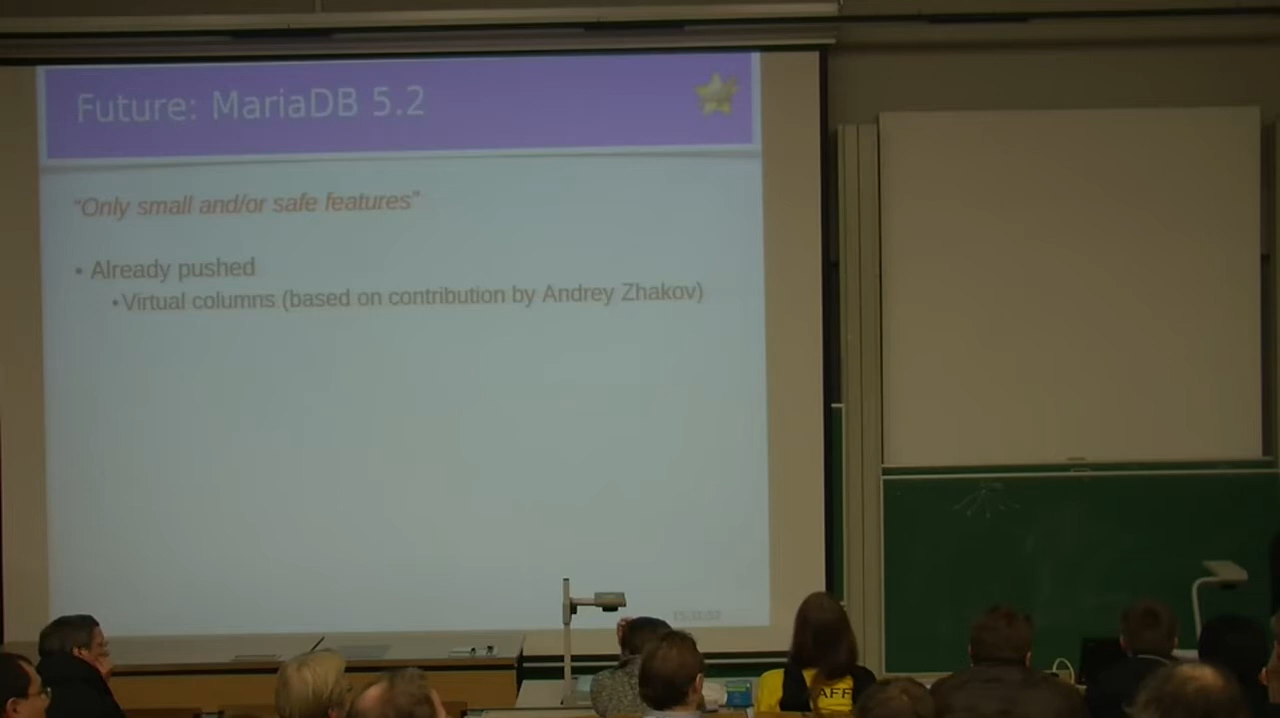 Future: MariaDB 5.2
“Only small and/or safe features”
• Already pushed
• Virtual columns (based on contribution by Andrey Zhakov)
AFF